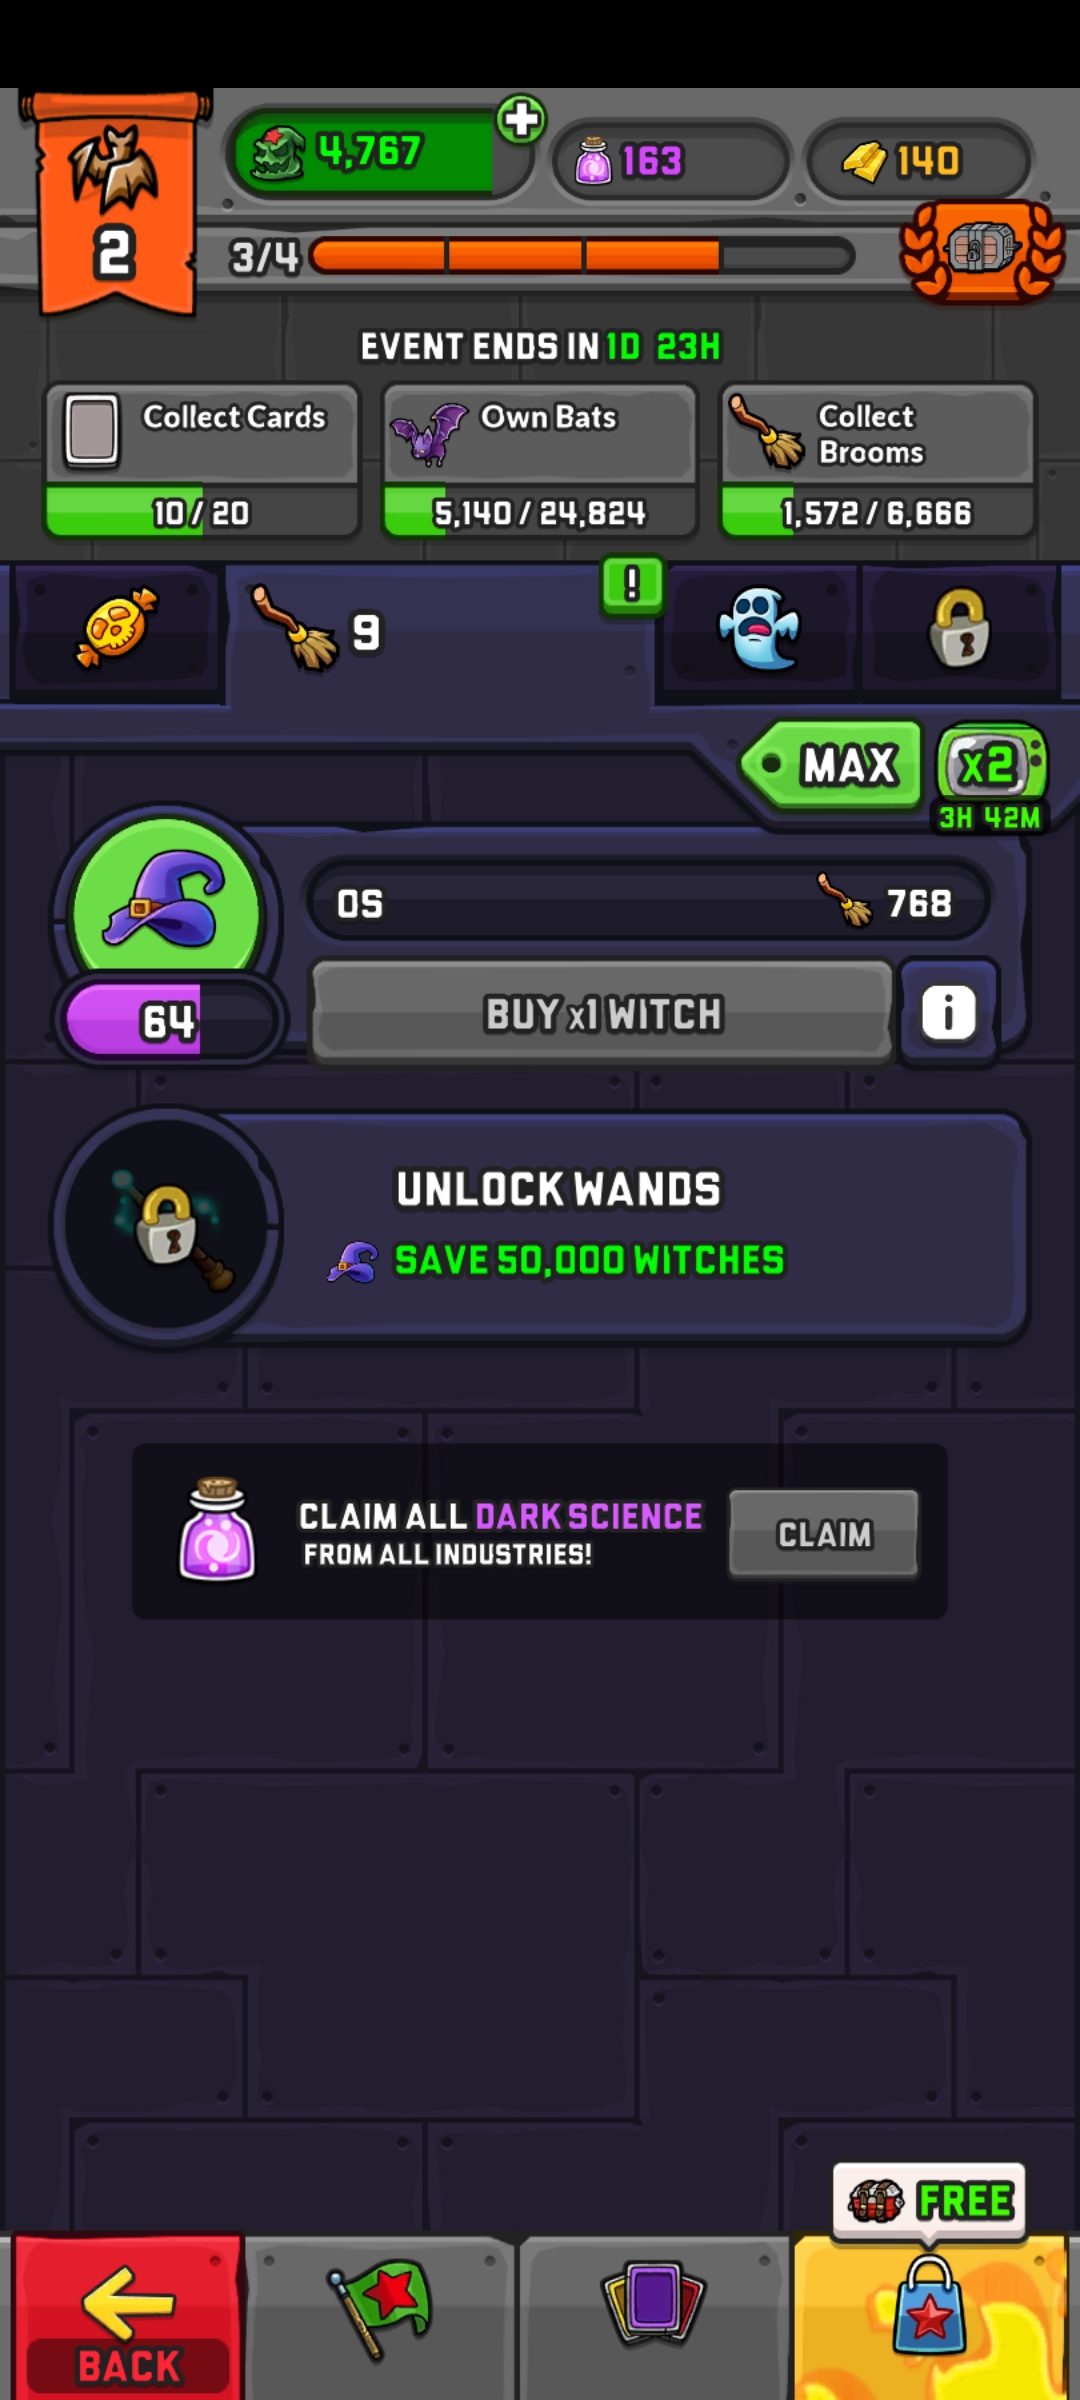 4,767
163
140
2
3/4
EVENT ENDS IN 1D 23H
Collect Cards
10 / 20
Own Bats
5,140 / 24,824
Collect
Brooms
1,572 / 6,666
9
!
MAX
x2
3H 42M
0S
768
64
BUY x1 WITCH
i
UNLOCK WANDS
SAVE 50,000 WITCHES
CLAIM ALL DARK SCIENCE
FROM ALL INDUSTRIES!
CLAIM
FREE
BACK